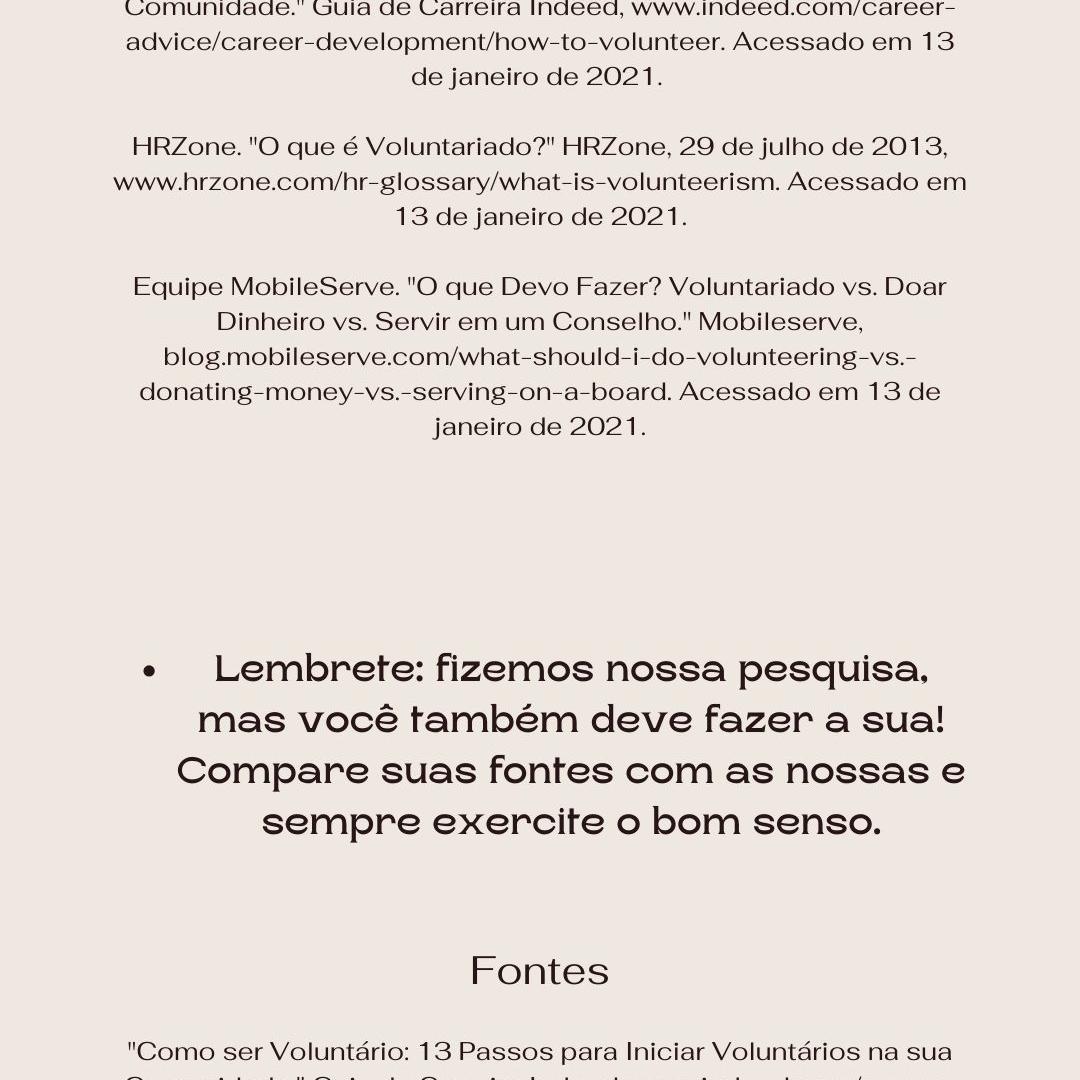 Comunidade." Guia de Carreira Indeed, www.indeed.com/career-
advice/career-development/how-to-volunteer. Acessado em 13
de janeiro de 2021.
HRZone. "O que é Voluntariado?" HRZone, 29 de julho de 2013,
www.hrzone.com/hr-glossary/what-is-volunteerism. Acessado em
13 de janeiro de 2021.
Equipe MobileServe. "O que Devo Fazer? Voluntariado vs. Doar
Dinheiro vs. Servir em um Conselho." Mobileserve,
blog.mobileserve.com/what-should-i-do-volunteering-vs.-
donating-money-vs.-serving-on-a-board. Acessado em 13 de
janeiro de 2021.
• Lembrete: fizemos nossa pesquisa,
mas você também deve fazer a sua!
Compare suas fontes com as nossas e
sempre exercite o bom senso.
Fontes
"Como ser Voluntário: 13 Passos para Iniciar Voluntários na sua